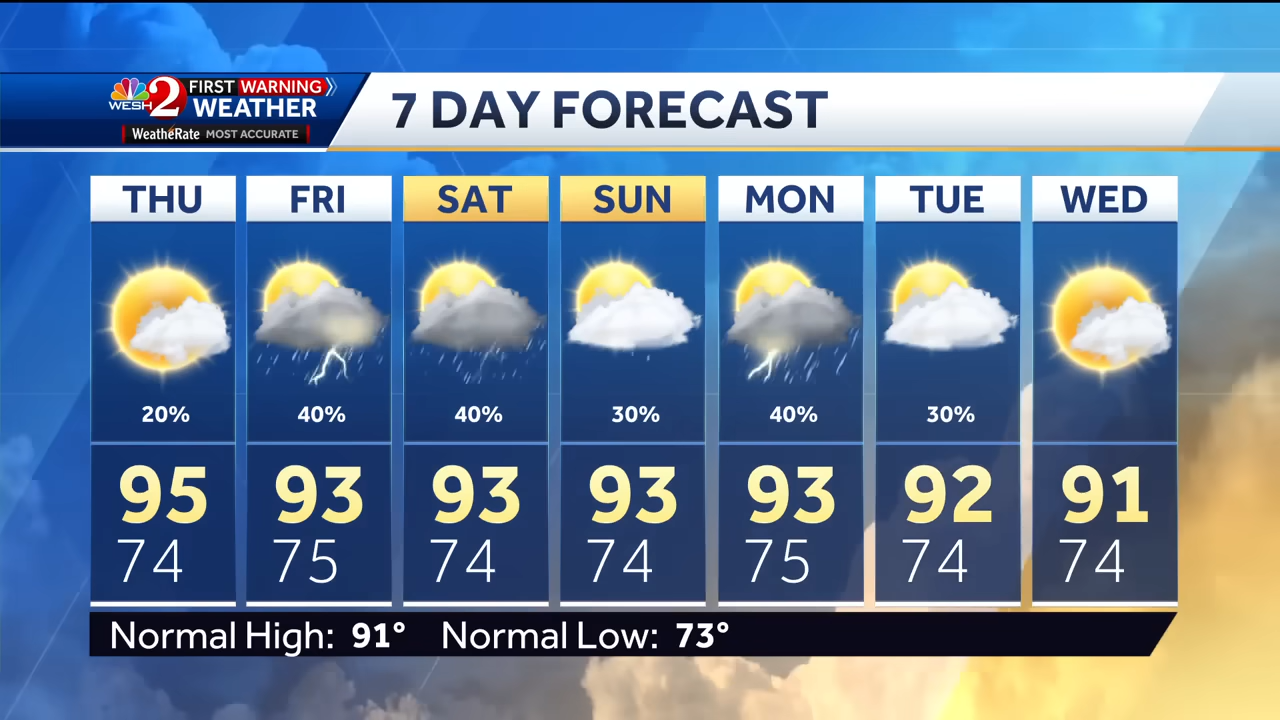 WESH 2 FIRST WARNING
WEATHER
WeatheRate MOST ACCURATE
7 DAY FORECAST
THU FRI SAT SUN MON TUE WED
20% 40% 40% 30% 40% 30%
95 93 93 93 93 92 91
74 75 74 74 75 74 74
Normal High: 91° Normal Low: 73°